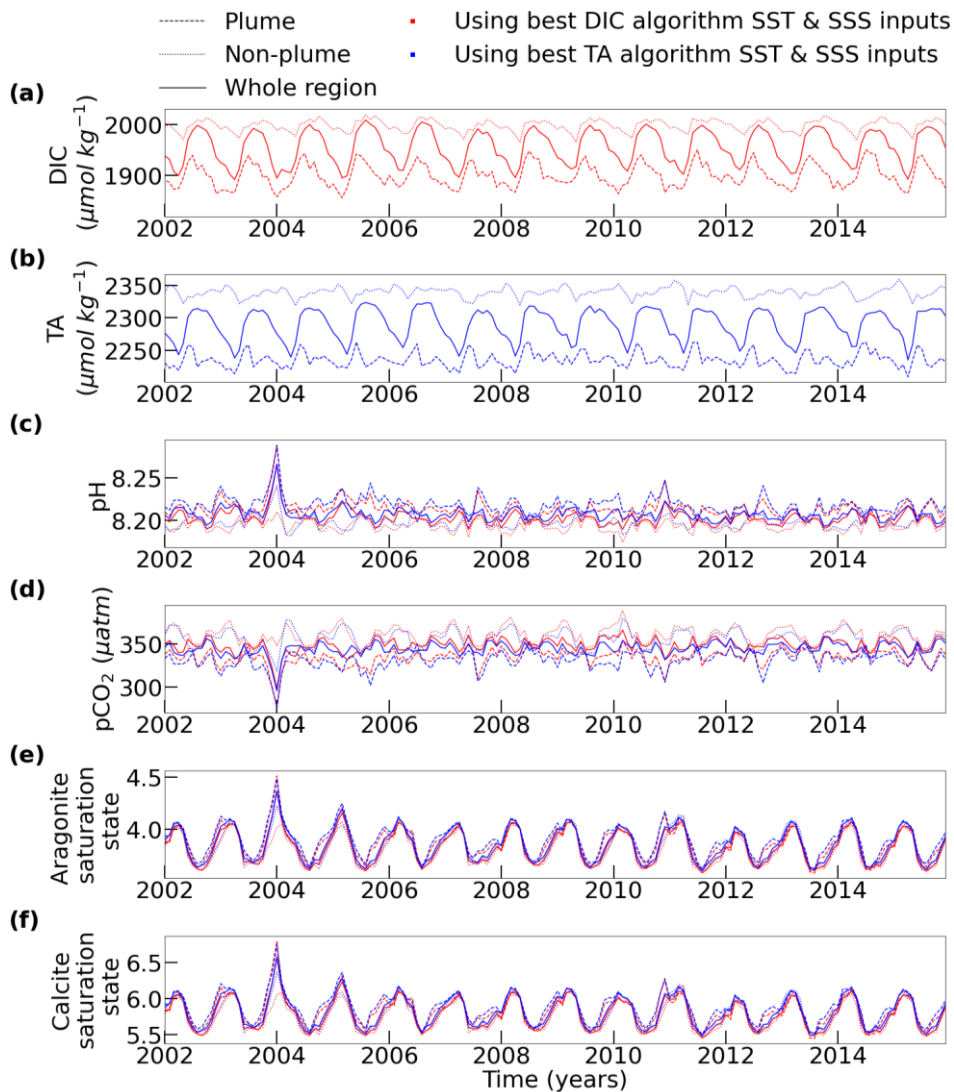 Plume
Using best DIC algorithm SST & SSS inputs
Non-plume
Using best TA algorithm SST & SSS inputs
Whole region
(a)
DIC
(μmol kg⁻¹)
2000
1900
2002 2004 2006 2008 2010 2012 2014
(b)
TA
(μmol kg⁻¹)
2350
2300
2250
2002 2004 2006 2008 2010 2012 2014
(c)
pH
8.25
8.20
2002 2004 2006 2008 2010 2012 2014
(d)
pCO₂ (μatm)
350
300
2002 2004 2006 2008 2010 2012 2014
(e)
Aragonite
saturation
state
4.5
4.0
2002 2004 2006 2008 2010 2012 2014
(f)
Calcite
saturation
state
6.5
6.0
5.5
2002 2004 2006 2008 2010 2012 2014
Time (years)